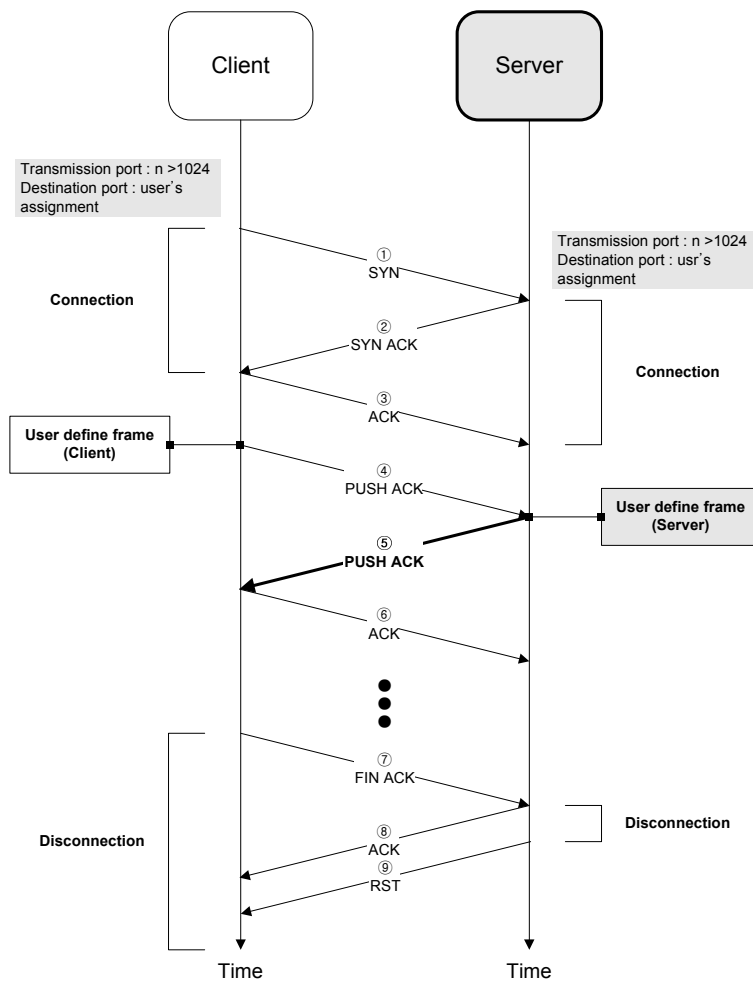 Client
Server
Transmission port : n >1024
Destination port : user's
assignment
Transmission port : n >1024
Destination port : usr's
assignment
①
SYN
Connection
②
SYN ACK
Connection
③
ACK
User define frame
(Client)
④
PUSH ACK
User define frame
(Server)
⑤
PUSH ACK
⑥
ACK
⑦
FIN ACK
Disconnection
Disconnection
⑧
ACK
⑨
RST
Time
Time